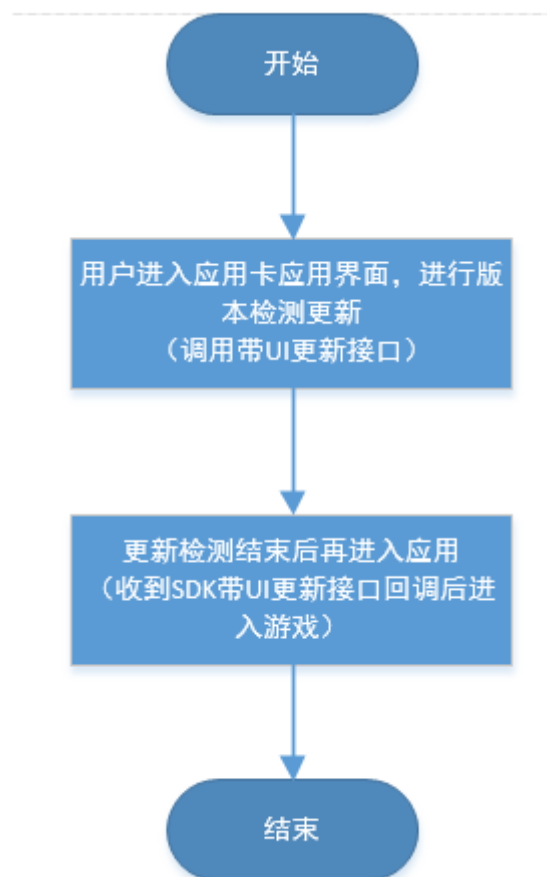 开始
用户进入应用卡应用界面，进行版
本检测更新
（调用带UI更新接口）
更新检测结束后再进入应用
（收到SDK带UI更新接口回调后进
入游戏）
结束